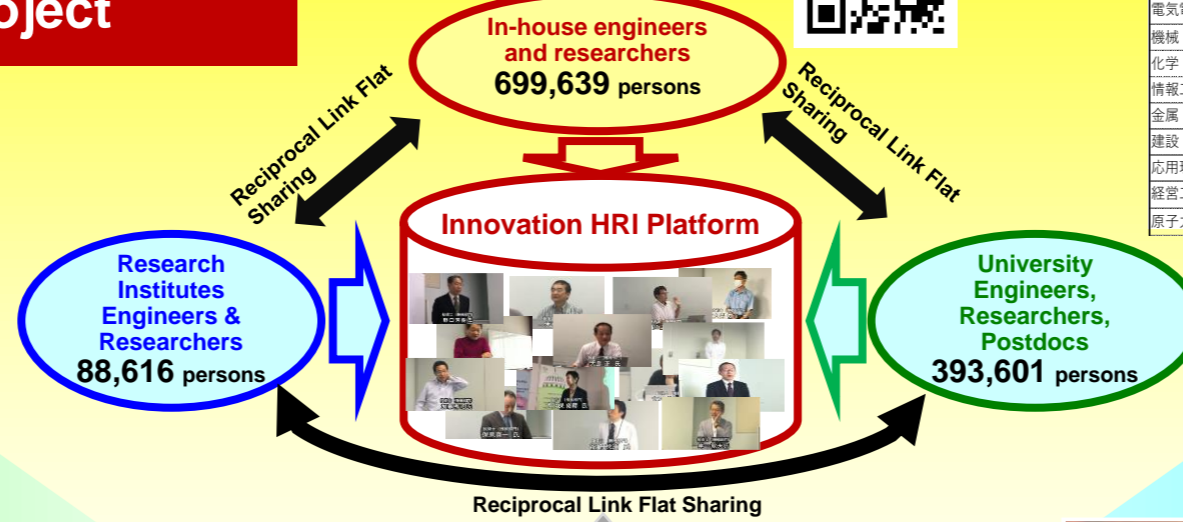 oject
In-house engineers
and researchers
699,639 persons
Reciprocal Link Flat
Sharing
Reciprocal Link Flat
Sharing
Innovation HRI Platform
Research
Institutes
Engineers &
Researchers
88,616 persons
University
Engineers,
Researchers,
Postdocs
393,601 persons
Reciprocal Link Flat Sharing
電気
機械
化学
情報
金属
建設
応用
経営
原子